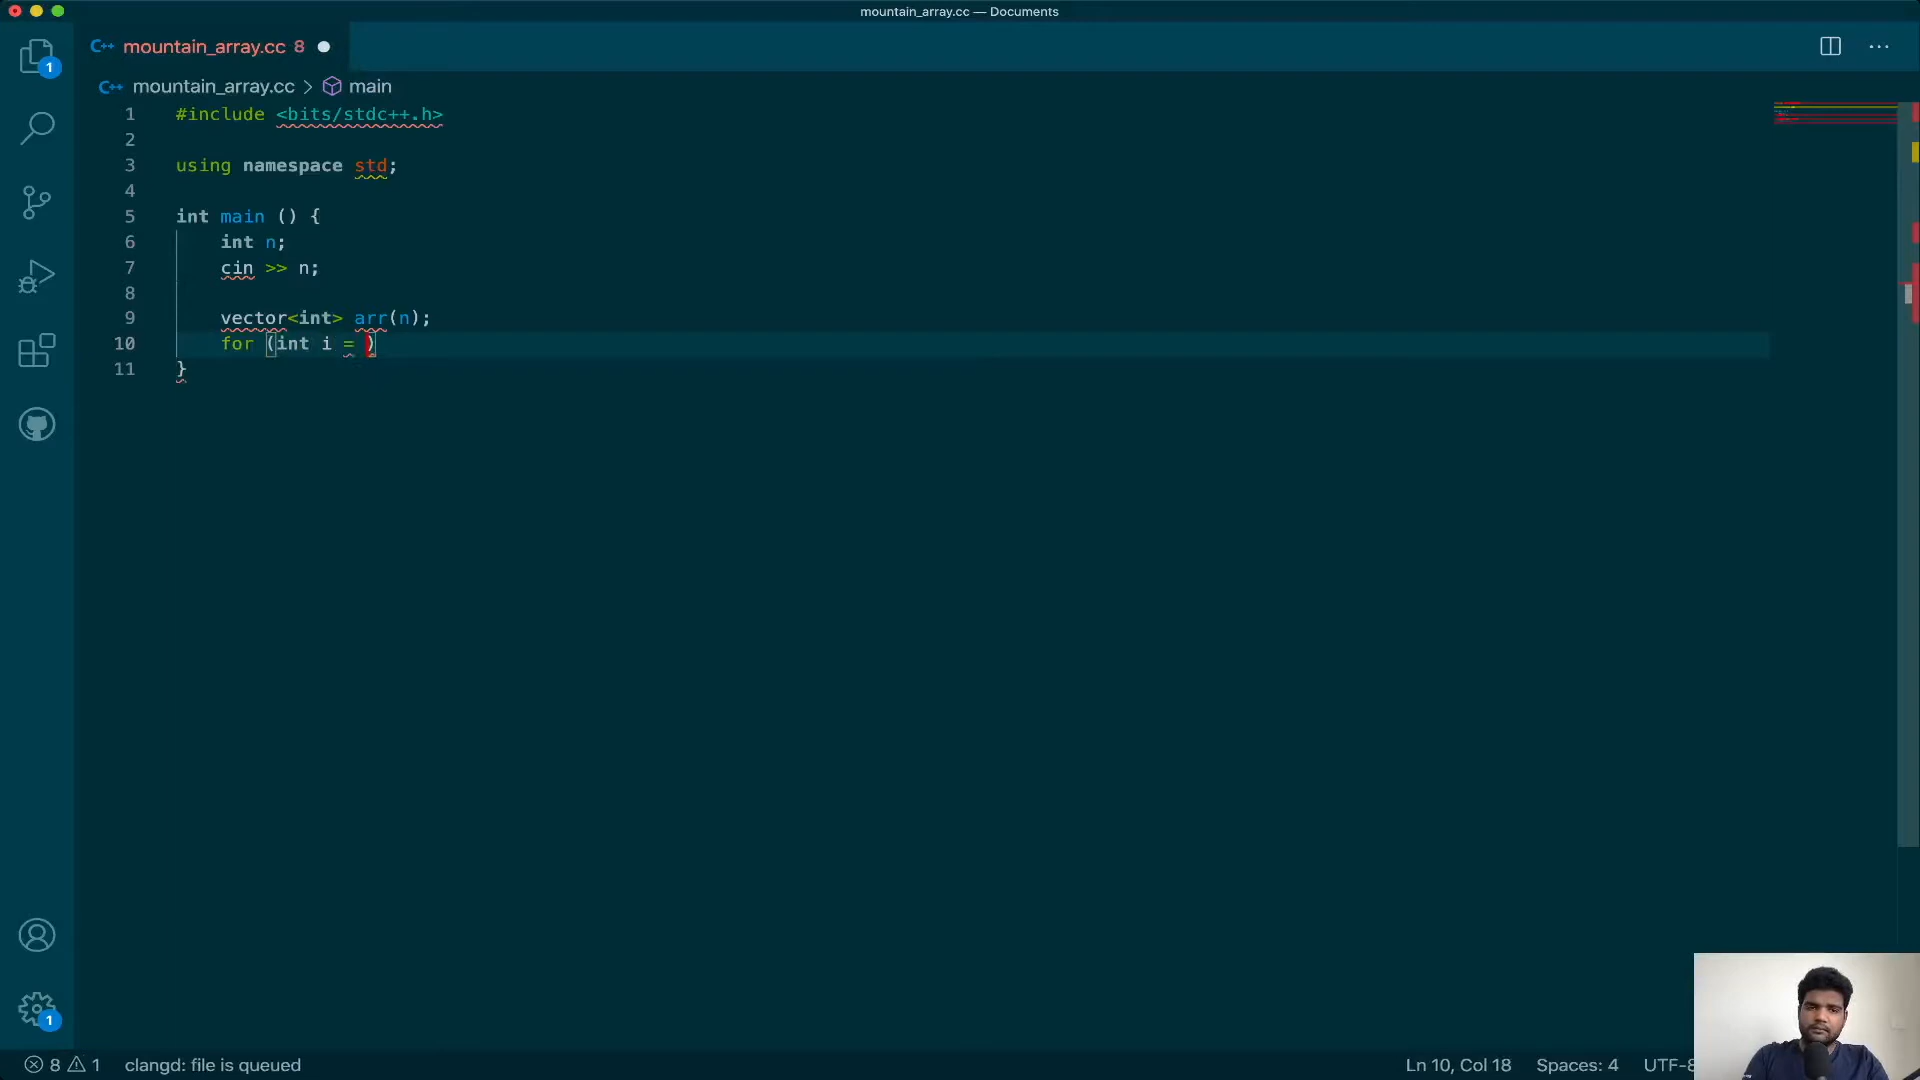 mountain_array.cc — Documents
mountain_array.cc 8
mountain_array.cc > main
1 #include <bits/stdc++.h>
2
3 using namespace std;
4
5 int main () {
6 int n;
7 cin >> n;
8
9 vector<int> arr(n);
10 for (int i = )
11 }
1
1
8 1 clangd: file is queued Ln 10, Col 18 Spaces: 4 UTF-8